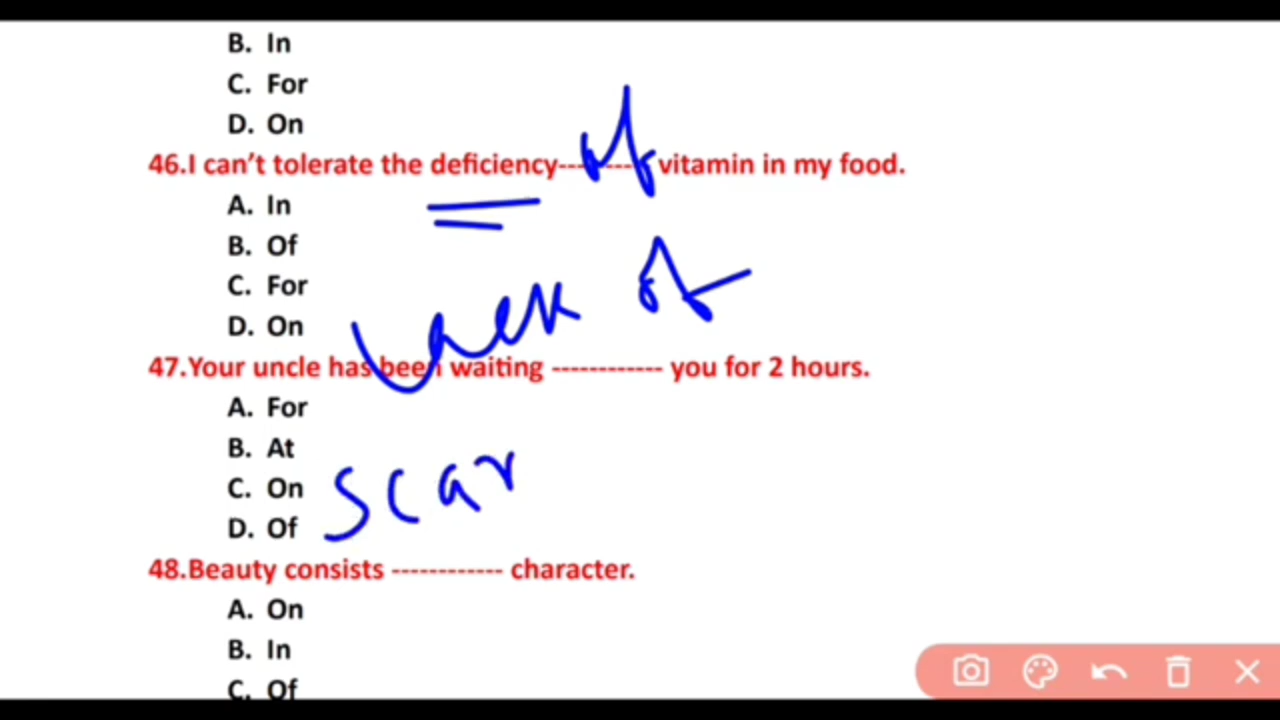 B. In
C. For
D. On
46.I can't tolerate the deficiency--- of vitamin in my food.
A. In
B. Of
C. For
D. On
Lack of
47.Your uncle has been waiting ------------ you for 2 hours.
A. For
B. At
C. On
D. Of
Scar
48.Beauty consists ------------ character.
A. On
B. In
C. Of